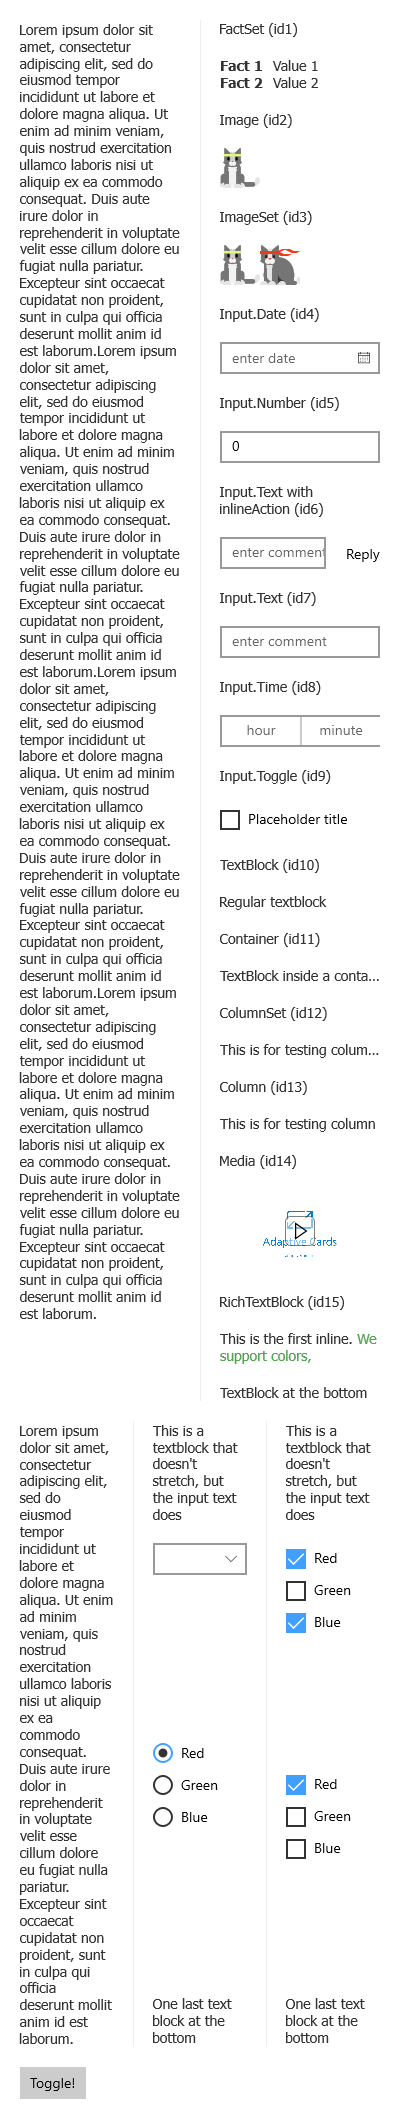 Lorem ipsum dolor sit
amet, consectetur
adipiscing elit, sed do
eiusmod tempor
incididunt ut labore et
dolore magna aliqua. Ut
enim ad minim veniam,
quis nostrud exercitation
ullamco laboris nisi ut
aliquip ex ea commodo
consequat. Duis aute
irure dolor in
reprehenderit in voluptate
velit esse cillum dolore eu
fugiat nulla pariatur.
Excepteur sint occaecat
cupidatat non proident,
sunt in culpa qui officia
deserunt mollit anim id
est laborum.Lorem ipsum
dolor sit amet,
consectetur adipiscing
elit, sed do eiusmod
tempor incididunt ut
labore et dolore magna
aliqua. Ut enim ad minim
veniam, quis nostrud
exercitation ullamco
laboris nisi ut aliquip ex
ea commodo consequat.
Duis aute irure dolor in
reprehenderit in voluptate
velit esse cillum dolore eu
fugiat nulla pariatur.
Excepteur sint occaecat
cupidatat non proident,
sunt in culpa qui officia
deserunt mollit anim id
est laborum.Lorem ipsum
dolor sit amet,
consectetur adipiscing
elit, sed do eiusmod
tempor incididunt ut
labore et dolore magna
aliqua. Ut enim ad minim
veniam, quis nostrud
exercitation ullamco
laboris nisi ut aliquip ex
ea commodo consequat.
Duis aute irure dolor in
reprehenderit in voluptate
velit esse cillum dolore eu
fugiat nulla pariatur.
Excepteur sint occaecat
cupidatat non proident,
sunt in culpa qui officia
deserunt mollit anim id
est laborum.Lorem ipsum
dolor sit amet,
consectetur adipiscing
elit, sed do eiusmod
tempor incididunt ut
labore et dolore magna
aliqua. Ut enim ad minim
veniam, quis nostrud
exercitation ullamco
laboris nisi ut aliquip ex
ea commodo consequat.
Duis aute irure dolor in
reprehenderit in voluptate
velit esse cillum dolore eu
fugiat nulla pariatur.
Excepteur sint occaecat
cupidatat non proident,
sunt in culpa qui officia
deserunt mollit anim id
est laborum.
FactSet (id1)
Fact 1 Value 1
Fact 2 Value 2
Image (id2)
ImageSet (id3)
Input.Date (id4)
enter date
Input.Number (id5)
0
Input.Text with
inlineAction (id6)
enter comment Reply
Input.Text (id7)
enter comment
Input.Time (id8)
hour minute
Input.Toggle (id9)
Placeholder title
TextBlock (id10)
Regular textblock
Container (id11)
TextBlock inside a conta...
ColumnSet (id12)
This is for testing colum...
Column (id13)
This is for testing column
Media (id14)
Adaptive Cards
RichTextBlock (id15)
This is the first inline. We
support colors,
TextBlock at the bottom
Lorem ipsum
dolor sit amet,
consectetur
adipiscing elit,
sed do
eiusmod
tempor
incididunt ut
labore et
dolore magna
aliqua. Ut enim
ad minim
veniam, quis
nostrud
exercitation
ullamco laboris
nisi ut aliquip
ex ea
commodo
consequat.
Duis aute irure
dolor in
reprehenderit
in voluptate
velit esse
cillum dolore
eu fugiat nulla
pariatur.
Excepteur sint
occaecat
cupidatat non
proident, sunt
in culpa qui
officia
deserunt mollit
anim id est
laborum.
This is a
textblock that
doesn't
stretch, but
the input text
does
Red
Green
Blue
One last text
block at the
bottom
This is a
textblock that
doesn't
stretch, but
the input text
does
Red
Green
Blue
Red
Green
Blue
One last text
block at the
bottom
Toggle!